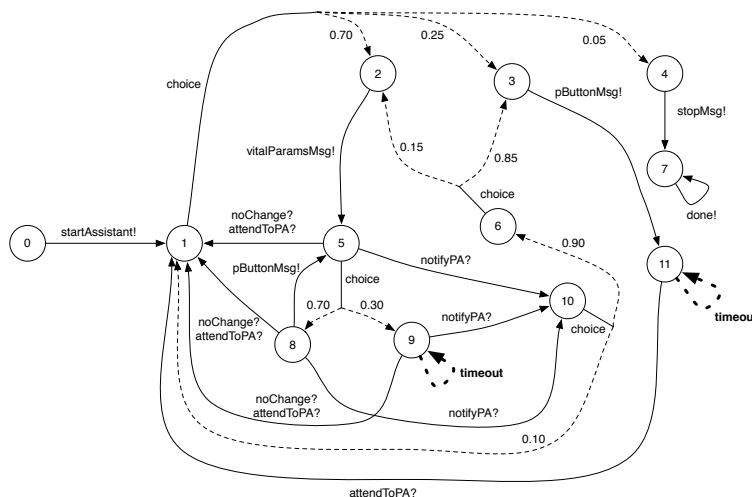 0.70
0.25
0.05
choice
2
3
4
pButtonMsg!
stopMsg!
vitalParamsMsg!
0.15
0.85
7
choice
done!
0
startAssistant!
1
noChange?
attendToPA?
5
6
notifyPA?
0.90
11
pButtonMsg!
choice
10
timeout
noChange?
attendToPA?
0.70
0.30
notifyPA?
choice
8
9
timeout
noChange?
attendToPA?
notifyPA?
0.10
attendToPA?